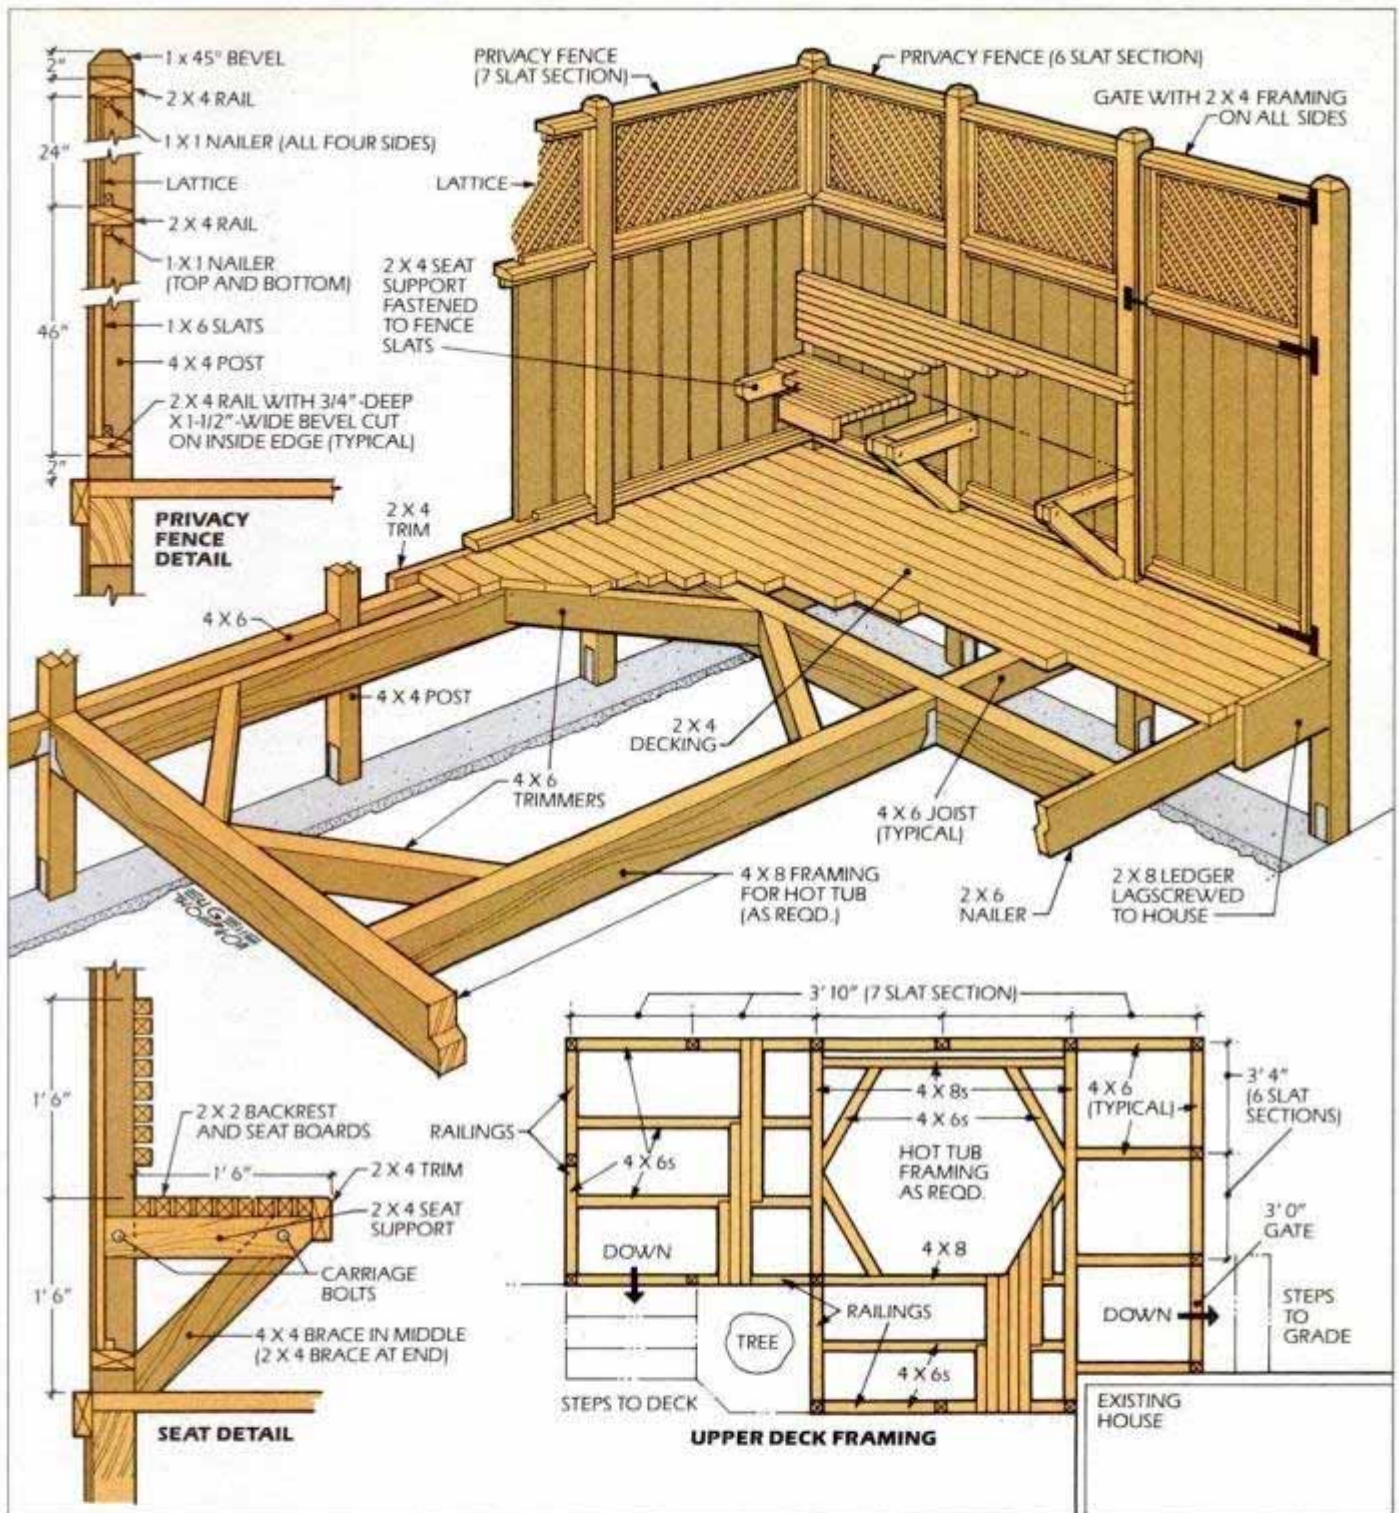 2"
1 x 45° BEVEL
2 X 4 RAIL
1 X 1 NAILER (ALL FOUR SIDES)
24"
LATTICE
2 X 4 RAIL
1 X 1 NAILER
(TOP AND BOTTOM)
46"
1 X 6 SLATS
4 X 4 POST
2 X 4 RAIL WITH 3/4"-DEEP
X 1-1/2"-WIDE BEVEL CUT
ON INSIDE EDGE (TYPICAL)
2"
PRIVACY
FENCE
DETAIL
PRIVACY FENCE
(7 SLAT SECTION)
PRIVACY FENCE (6 SLAT SECTION)
GATE WITH 2 X 4 FRAMING
ON ALL SIDES
LATTICE
2 X 4 SEAT
SUPPORT
FASTENED
TO FENCE
SLATS
2 X 4
TRIM
4 X 6
4 X 4 POST
2 X 4
DECKING
4 X 6
TRIMMERS
4 X 6 JOIST
(TYPICAL)
4 X 8 FRAMING
FOR HOT TUB
(AS REQD.)
2 X 6
NAILER
2 X 8 LEDGER
LAGSCREWED
TO HOUSE
EUGENE
THOMPSON
1' 6"
2 X 2 BACKREST
AND SEAT BOARDS
1' 6"
2 X 4 TRIM
2 X 4 SEAT
SUPPORT
CARRIAGE
BOLTS
1' 6"
4 X 4 BRACE IN MIDDLE
(2 X 4 BRACE AT END)
SEAT DETAIL
3' 10" (7 SLAT SECTION)
RAILINGS
4 X 6s
4 X 8s
4 X 6s
4 X 6
(TYPICAL)
3' 4"
(6 SLAT
SECTIONS)
HOT TUB
FRAMING
AS REQD.
3' 0"
GATE
DOWN
4 X 8
RAILINGS
DOWN
STEPS
TO
GRADE
TREE
4 X 6s
STEPS TO DECK
EXISTING
HOUSE
UPPER DECK FRAMING